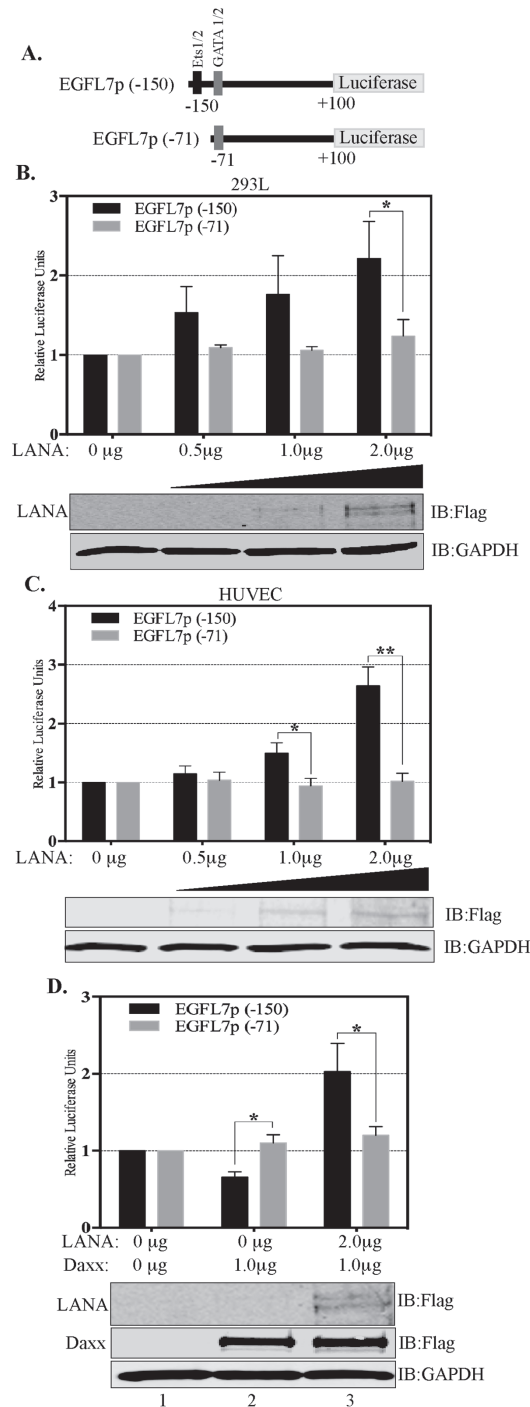 A.
Ets1/2
GATA 1/2
EGFL7p (-150)
Luciferase
-150
+100
EGFL7p (-71)
Luciferase
-71
+100
B.
293L
3
2
1
0
Relative Luciferase Units
EGFL7p (-150)
EGFL7p (-71)
*
LANA: 0 µg 0.5µg 1.0µg 2.0µg
LANA
IB:Flag
IB:GAPDH
C.
HUVEC
4
3
2
1
0
Relative Luciferase Units
EGFL7p (-150)
EGFL7p (-71)
*
**
LANA: 0 µg 0.5µg 1.0µg 2.0µg
IB:Flag
IB:GAPDH
D.
3
2
1
0
Relative Luciferase Units
EGFL7p (-150)
EGFL7p (-71)
*
*
LANA: 0 µg 0 µg 2.0µg
Daxx: 0 µg 1.0µg 1.0µg
LANA
IB:Flag
Daxx
IB:Flag
IB:GAPDH
1 2 3